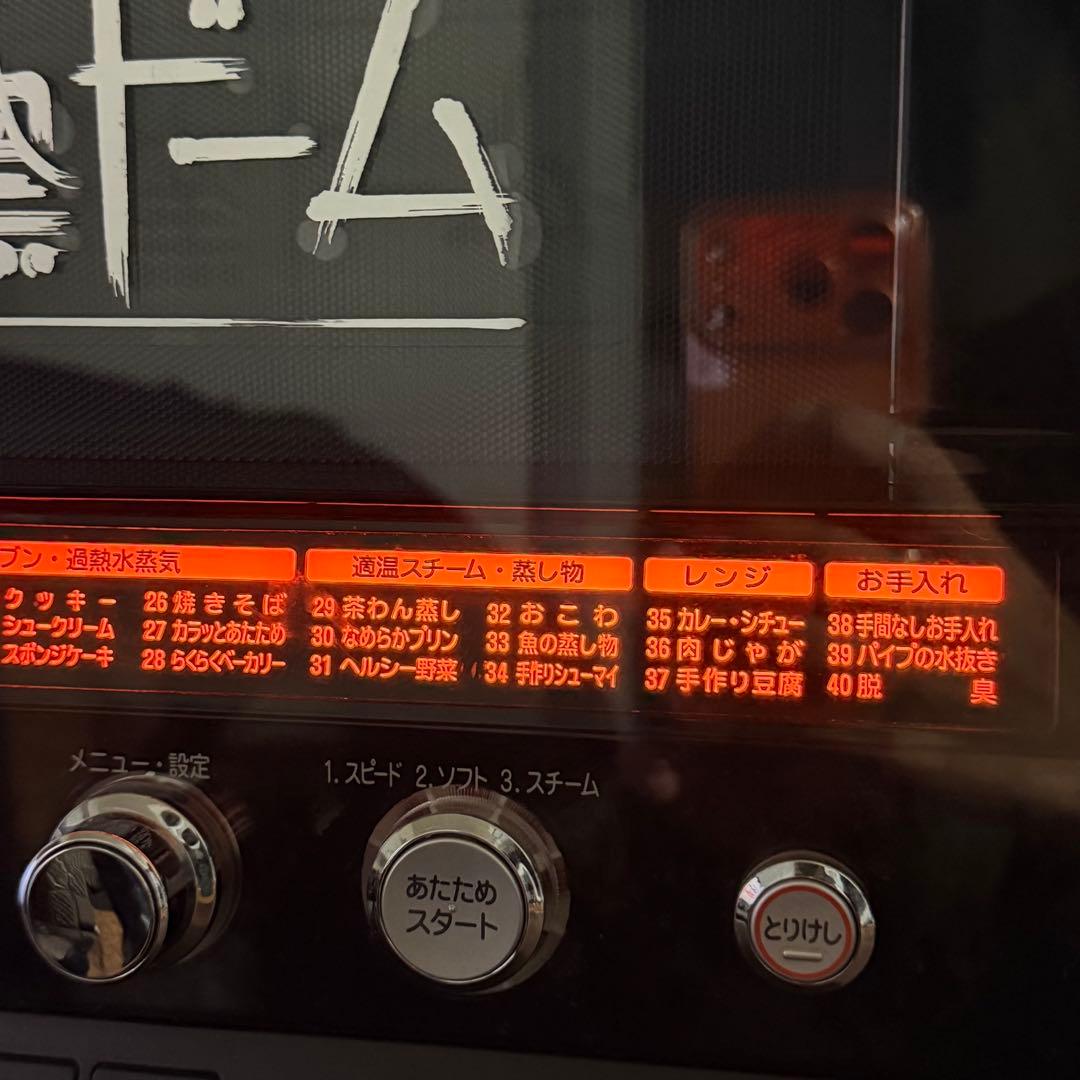 ドーム
ブン・過熱水蒸気
クッキー
シュークリーム
スポンジケーキ
26 焼きそば
27 カラッとあたため
28 らくらくベーカリー
適温スチーム・蒸し物
29 茶わん蒸し
30 なめらかプリン
31 ヘルシー野菜
32 おこわ
33 魚の蒸し物
34 手作りシューマイ
レンジ
35 カレー・シチュー
36 肉じゃが
37 手作り豆腐
お手入れ
38 手間なしお手入れ
39 パイプの水抜き
40 脱臭
メニュー・設定
1.スピード 2.ソフト 3.スチーム
あたため
スタート
とりけし